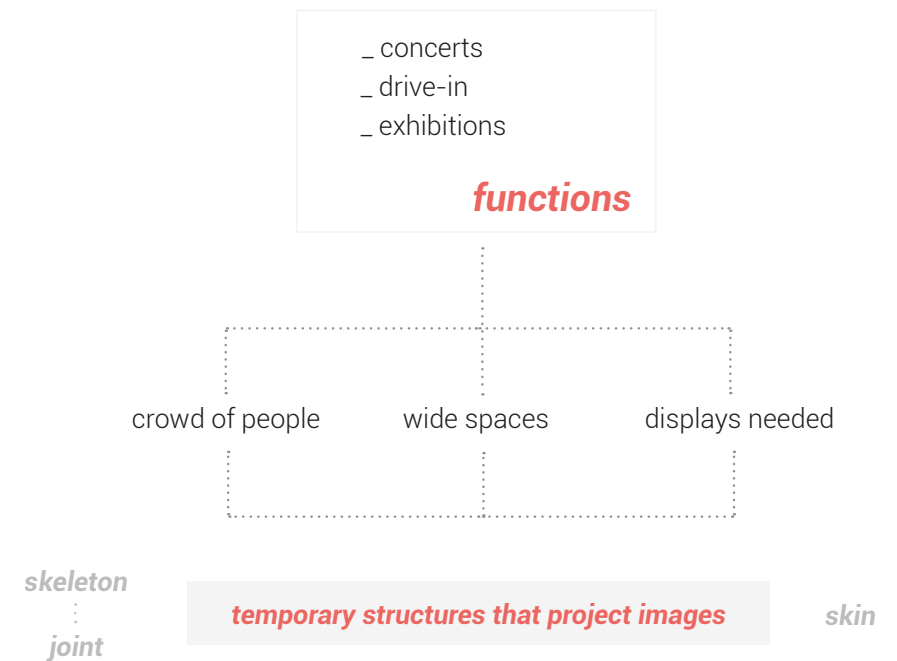 _ concerts
_ drive-in
_ exhibitions
functions
crowd of people
wide spaces
displays needed
skeleton
joint
temporary structures that project images
skin